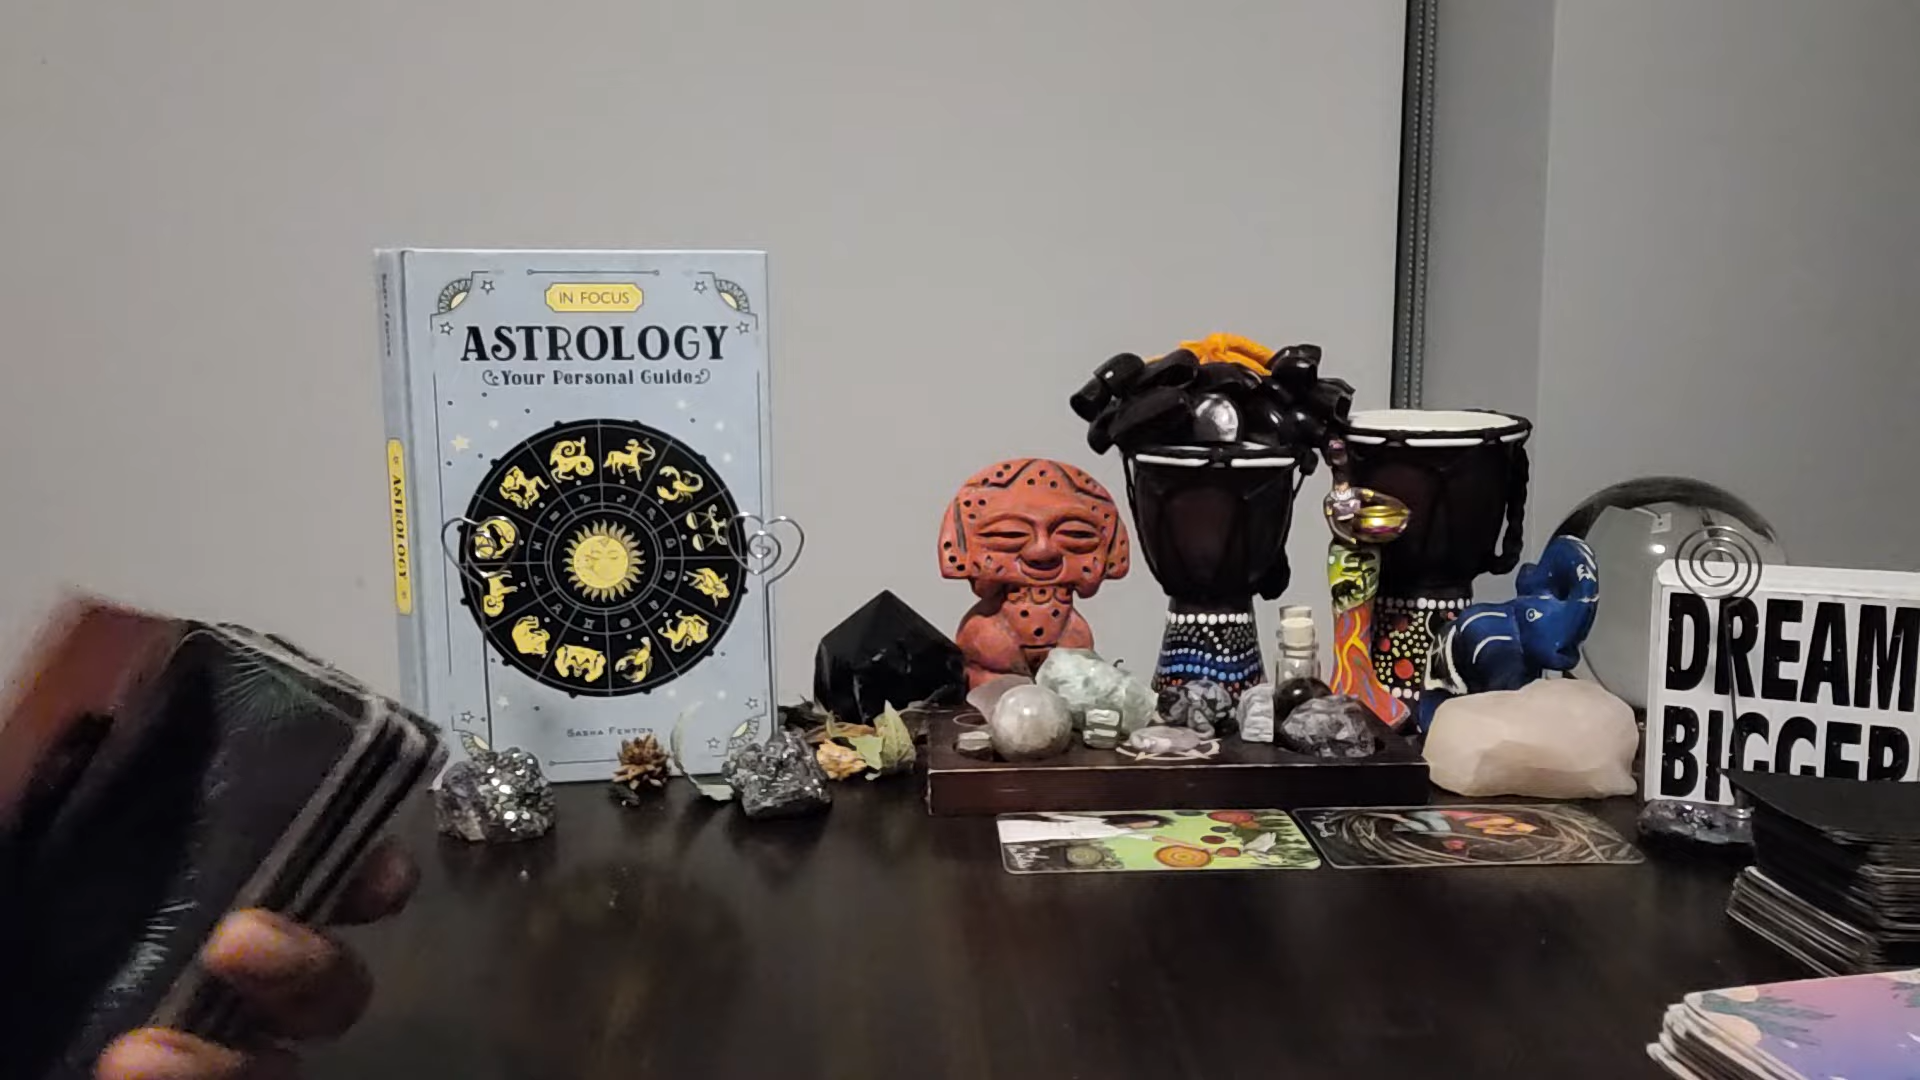 IN FOCUS
ASTROLOGY
Your Personal Guide
SASHA FENTON
ASTROLOGY
DREAM
BIGGER